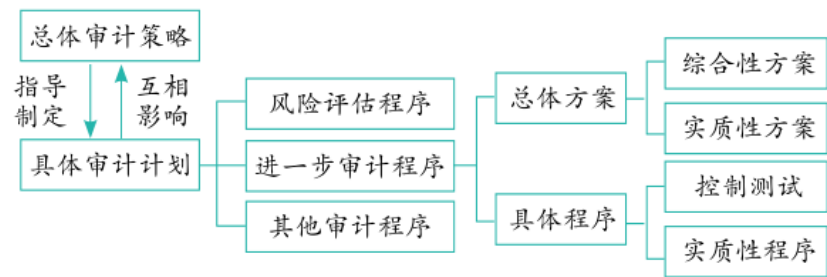 总体审计策略
指导
制定
互相
影响
具体审计计划
风险评估程序
进一步审计程序
其他审计程序
总体方案
具体程序
综合性方案
实质性方案
控制测试
实质性程序